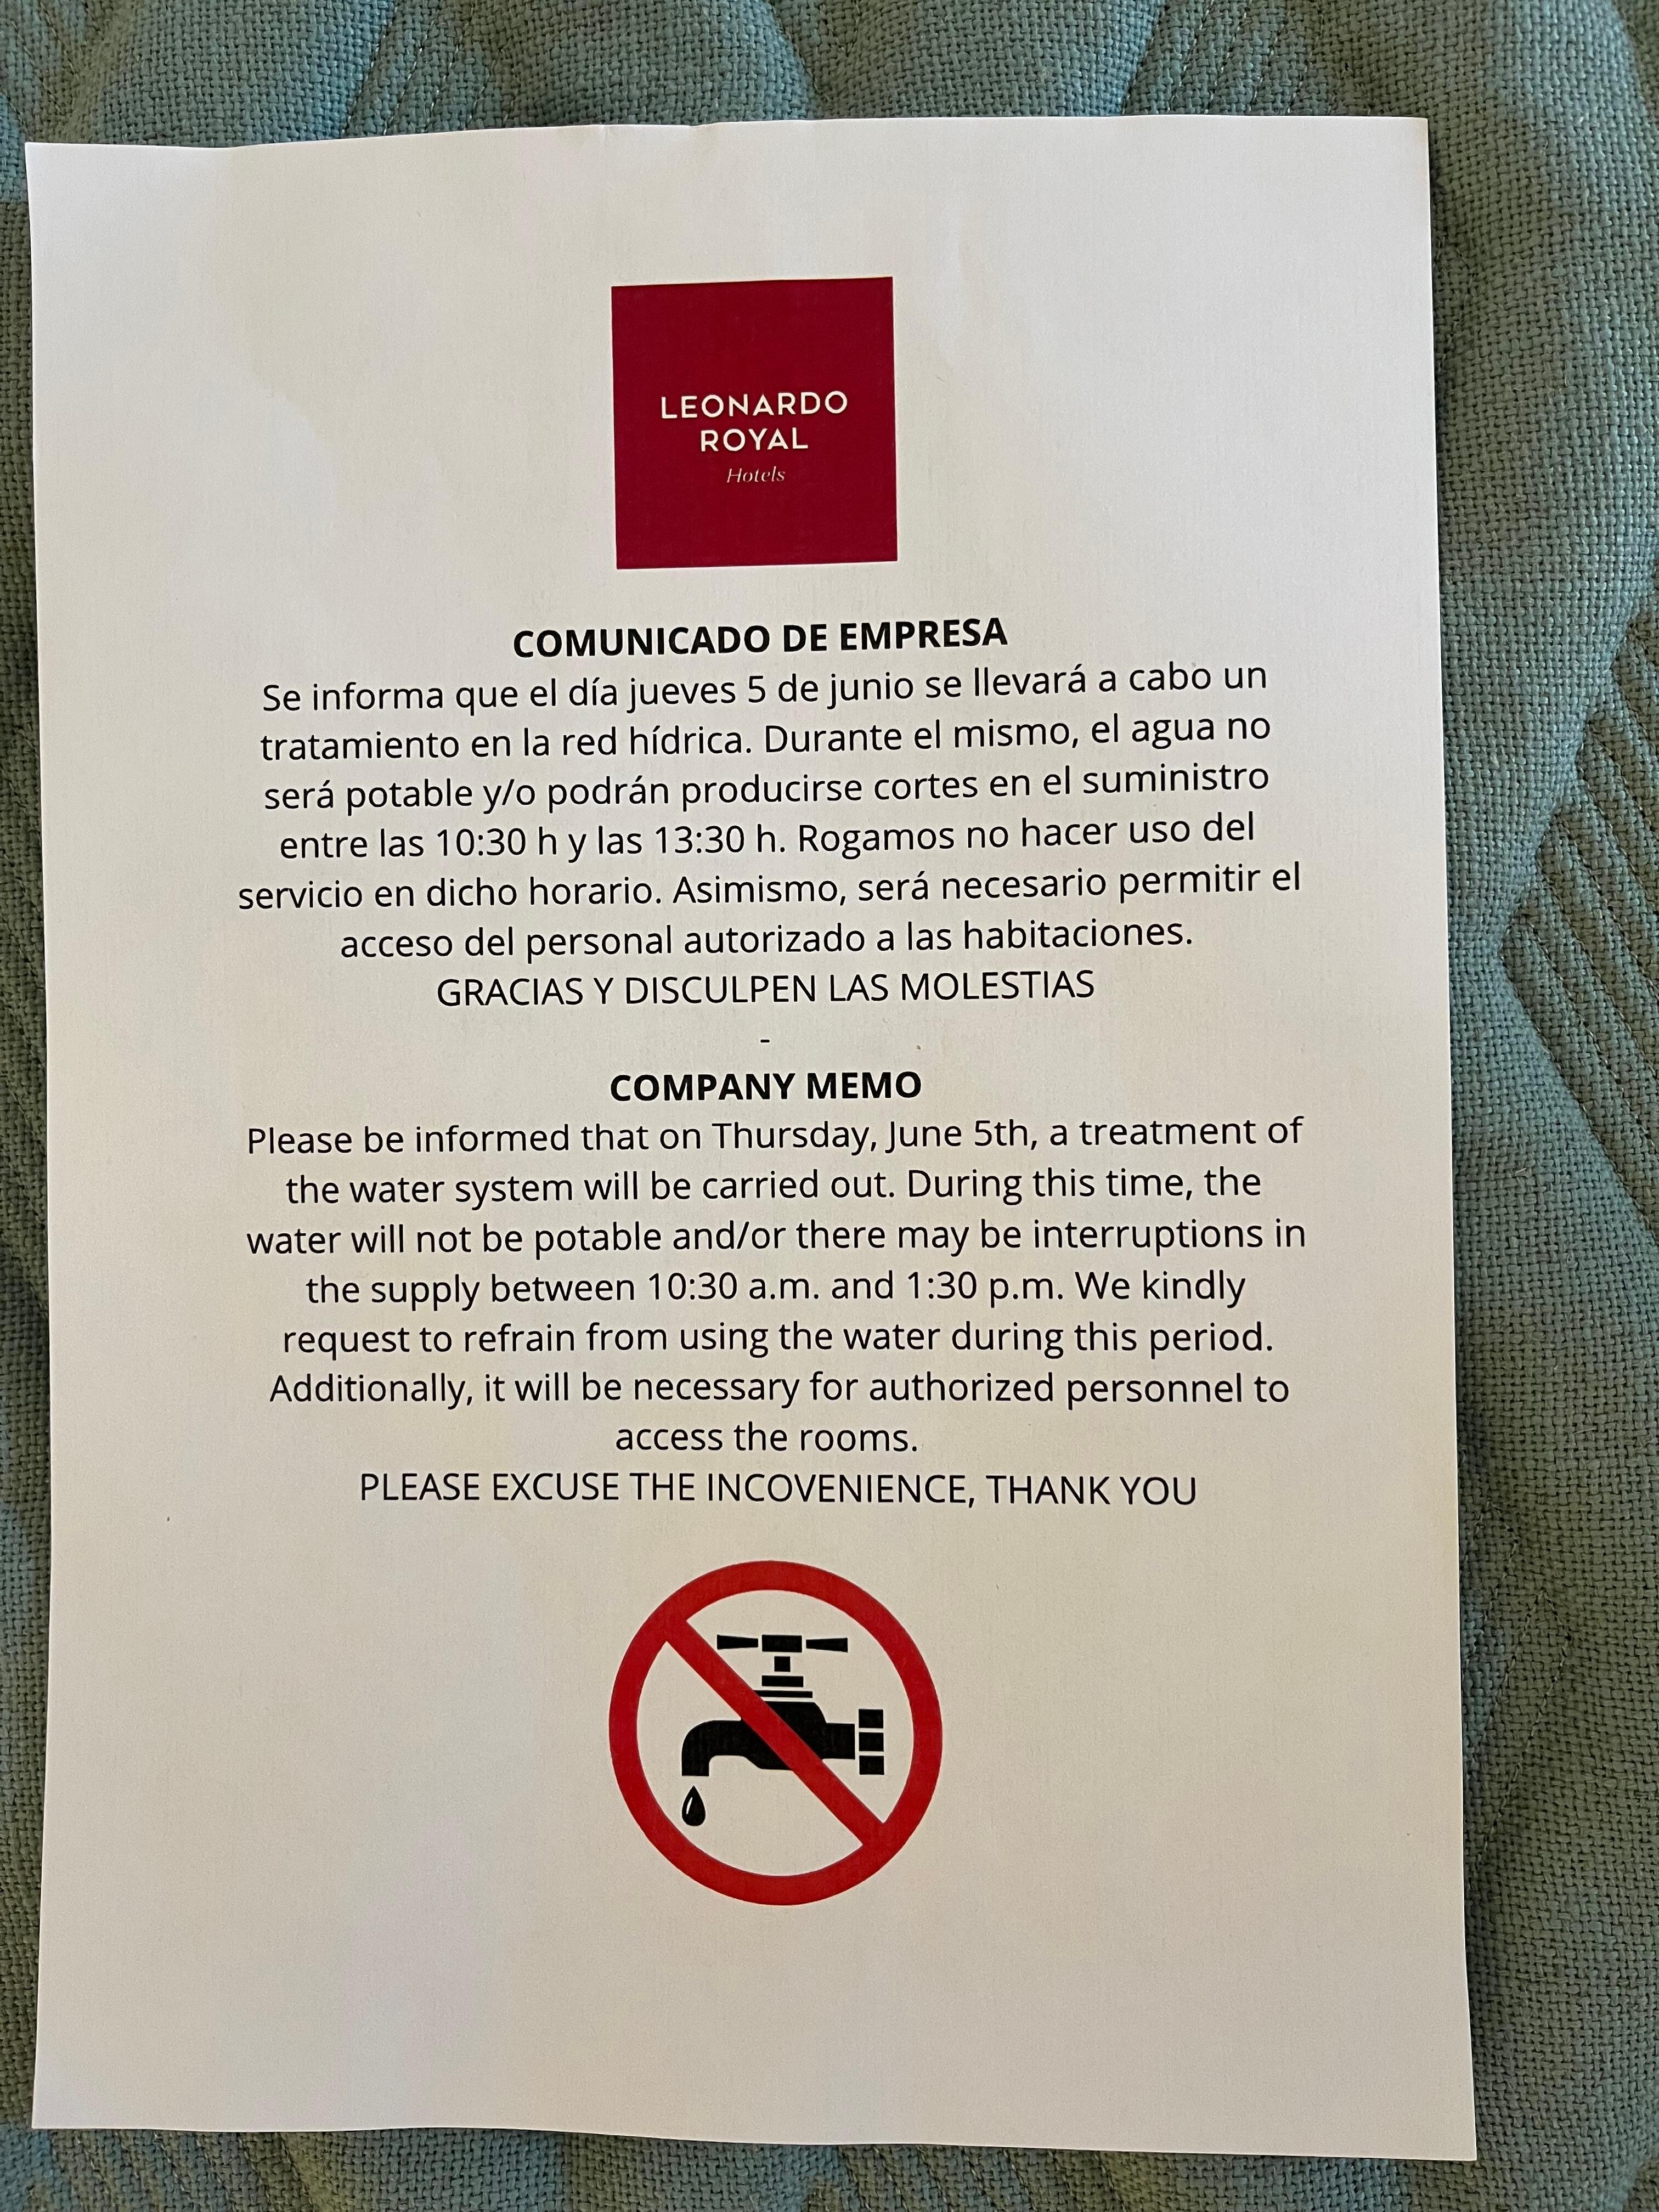 LEONARDO
ROYAL
Hotels
COMUNICADO DE EMPRESA
Se informa que el día jueves 5 de junio se llevará a cabo un
tratamiento en la red hídrica. Durante el mismo, el agua no
será potable y/o podrán producirse cortes en el suministro
entre las 10:30 h y las 13:30 h. Rogamos no hacer uso del
servicio en dicho horario. Asimismo, será necesario permitir el
acceso del personal autorizado a las habitaciones.
GRACIAS Y DISCULPEN LAS MOLESTIAS
-
COMPANY MEMO
Please be informed that on Thursday, June 5th, a treatment of
the water system will be carried out. During this time, the
water will not be potable and/or there may be interruptions in
the supply between 10:30 a.m. and 1:30 p.m. We kindly
request to refrain from using the water during this period.
Additionally, it will be necessary for authorized personnel to
access the rooms.
PLEASE EXCUSE THE INCOVENIENCE, THANK YOU